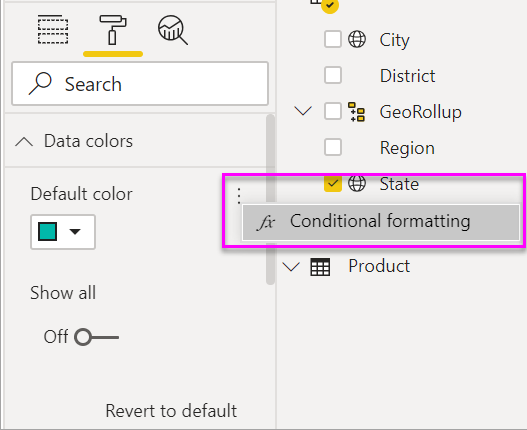 Search
Data colors
Default color
Show all
Off
Revert to default
City
District
GeoRollup
Region
State
fx Conditional formatting
Product